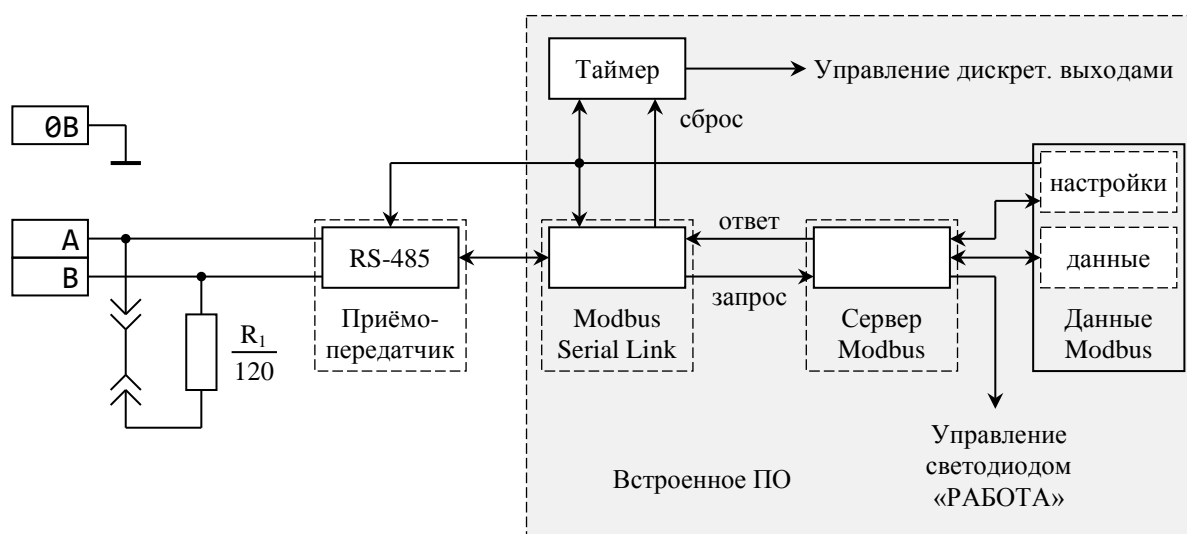 Таймер
Управление дискрет. выходами
сброс
0В
настройки
A
B
RS-485
ответ
запрос
данные
Приёмо-
передатчик
R1
120
Modbus
Serial Link
Сервер
Modbus
Данные
Modbus
Управление
светодиодом
«РАБОТА»
Встроенное ПО